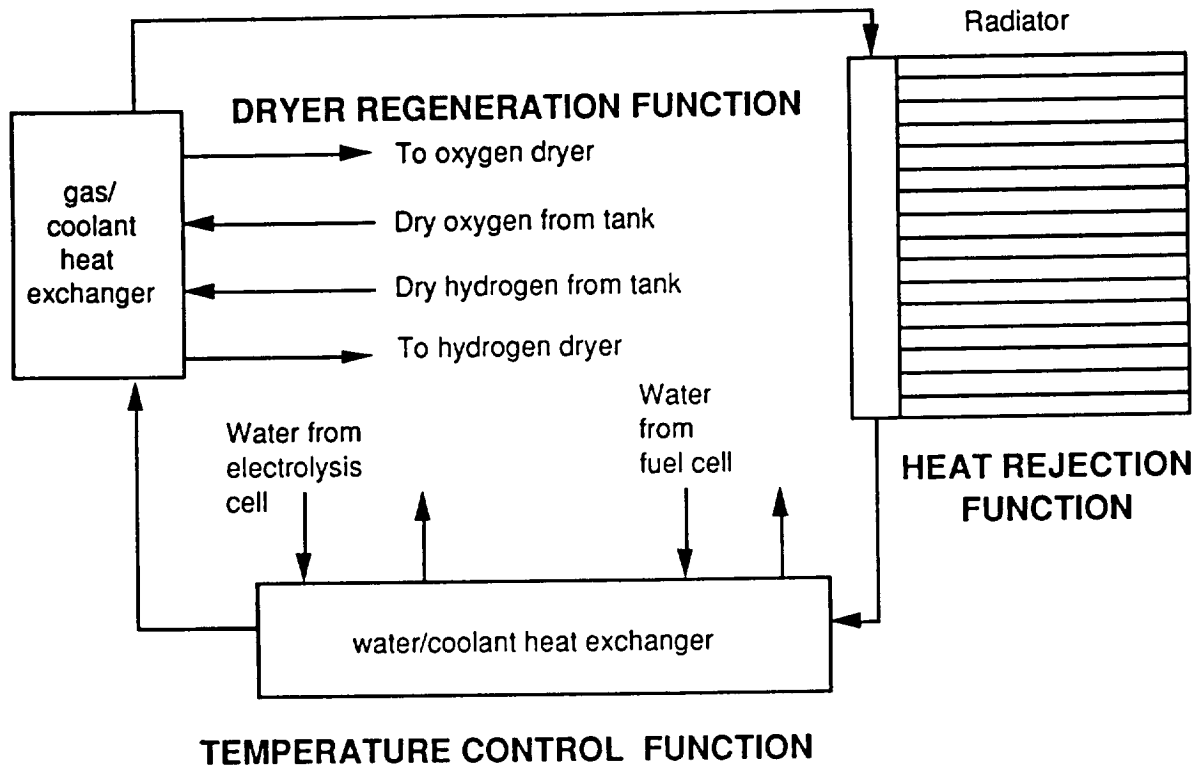 Radiator
DRYER REGENERATION FUNCTION
To oxygen dryer
gas/
coolant
heat
exchanger
Dry oxygen from tank
Dry hydrogen from tank
To hydrogen dryer
Water from
electrolysis
cell
Water
from
fuel cell
HEAT REJECTION
FUNCTION
water/coolant heat exchanger
TEMPERATURE CONTROL FUNCTION